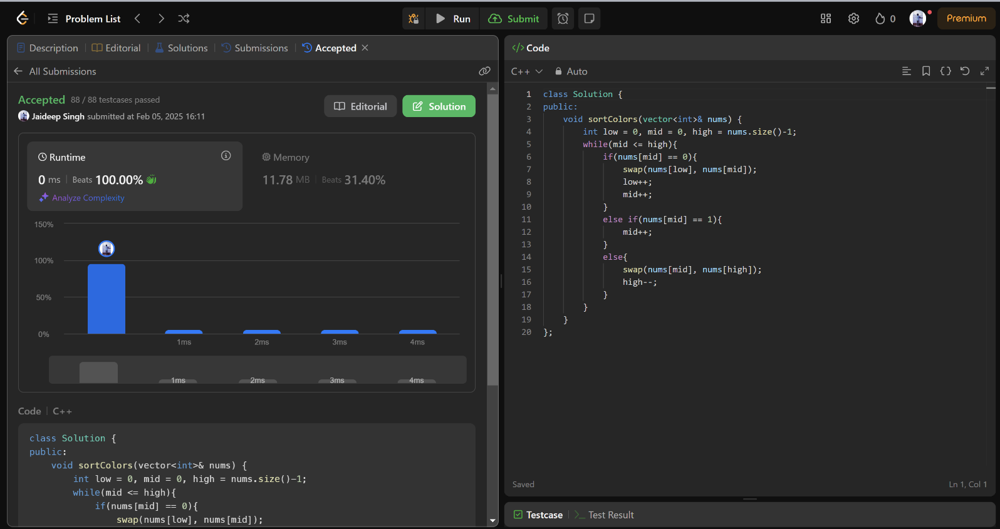 Problem List
Run
Submit
0
Premium
Description
Editorial
Solutions
Submissions
Accepted
All Submissions
Accepted 88 / 88 testcases passed
Jaideep Singh submitted at Feb 05, 2025 16:11
Editorial
Solution
Runtime
0 ms | Beats 100.00%
Analyze Complexity
Memory
11.78 MB | Beats 31.40%
150%
100%
50%
0%
1ms 2ms 3ms 4ms
1ms 2ms 3ms 4ms
Code | C++
class Solution {
public:
    void sortColors(vector<int>& nums) {
        int low = 0, mid = 0, high = nums.size()-1;
        while(mid <= high){
            if(nums[mid] == 0){
                swap(nums[low], nums[mid]);
</> Code
C++
Auto
1 class Solution {
2 public:
3     void sortColors(vector<int>& nums) {
4         int low = 0, mid = 0, high = nums.size()-1;
5         while(mid <= high){
6             if(nums[mid] == 0){
7                 swap(nums[low], nums[mid]);
8                 low++;
9                 mid++;
10             }
11             else if(nums[mid] == 1){
12                 mid++;
13             }
14             else{
15                 swap(nums[mid], nums[high]);
16                 high--;
17             }
18         }
19     }
20 };
Saved
Ln 1, Col 1
Testcase
Test Result